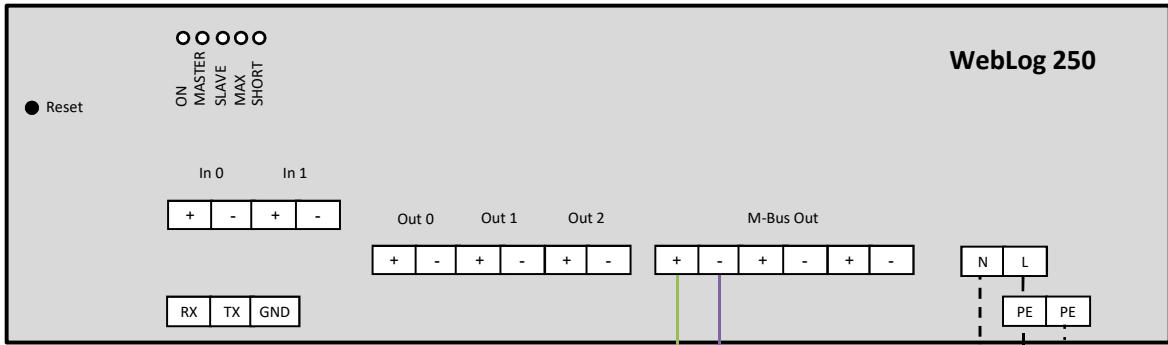 WebLog 250
ON MASTER SLAVE MAX SHORT
Reset
In 0 In 1
+ - + -
Out 0 Out 1 Out 2 M-Bus Out
+ - + - + - + - + - + - N L
RX TX GND PE PE